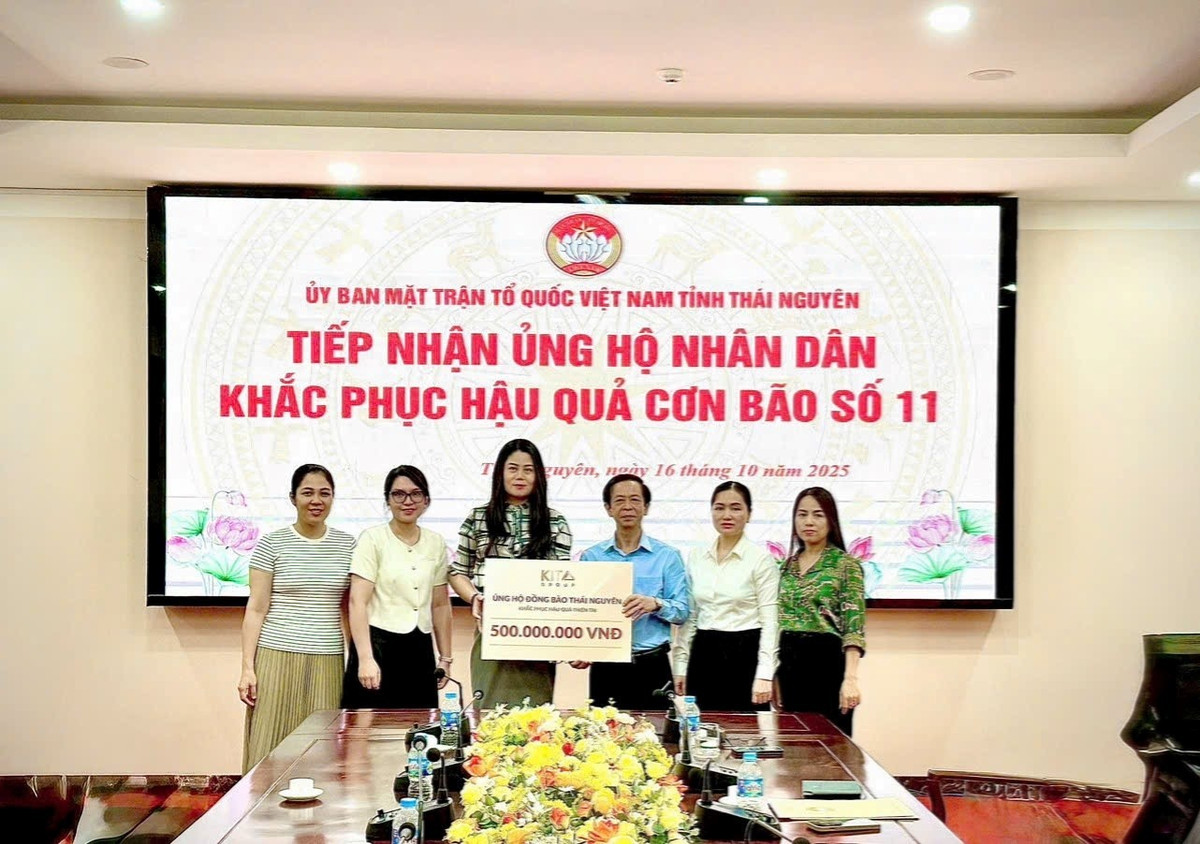 ỦY BAN MẶT TRẬN TỔ QUỐC VIỆT NAM TỈNH THÁI NGUYÊN
TIẾP NHẬN ỦNG HỘ NHÂN DÂN
KHẮC PHỤC HẬU QUẢ CƠN BÃO SỐ 11
guyên, ngày 16 tháng 10 năm 2025
KITA
GROUP
ỦNG HỘ ĐỒNG BÀO THÁI NGUYÊN
KHẮC PHỤC HẬU QUẢ THIÊN TAI
500.000.000 VNĐ